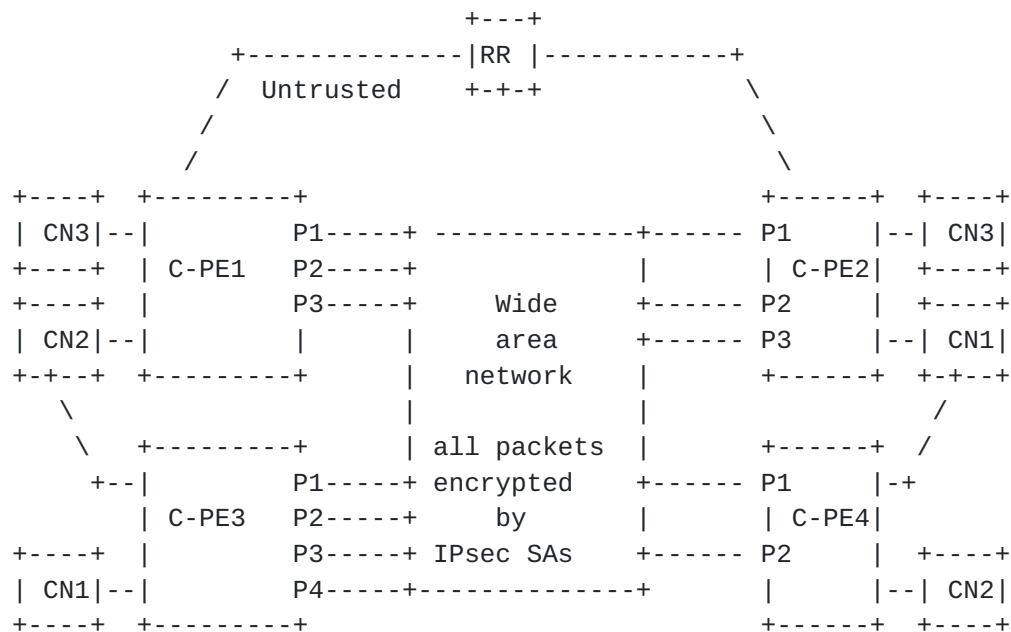 RR
Untrusted
CN3 P1 P1 CN3
C-PE1 P2 C-PE2
P3 Wide P2
CN2 area P3 CN1
network
all packets
P1 encrypted P1
C-PE3 P2 by C-PE4
P3 IPsec SAs P2
CN1 P4 CN2